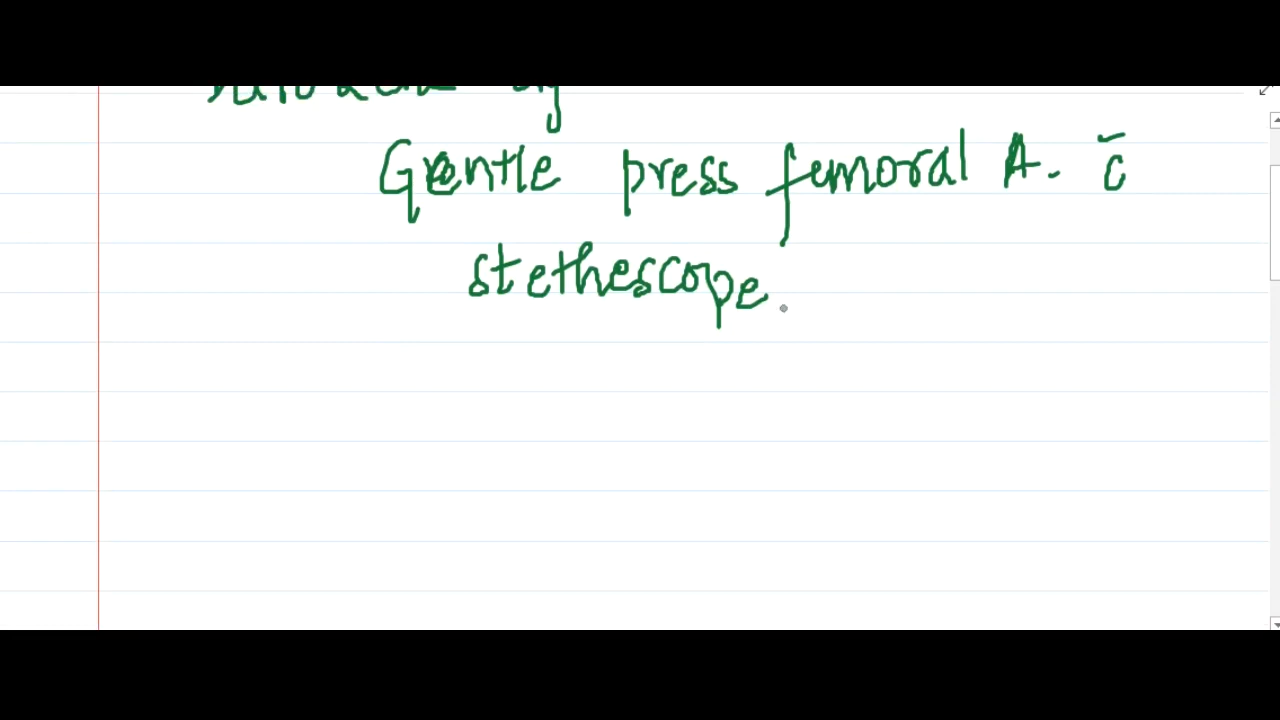 Gentle press femoral A. c̄
stethescope.